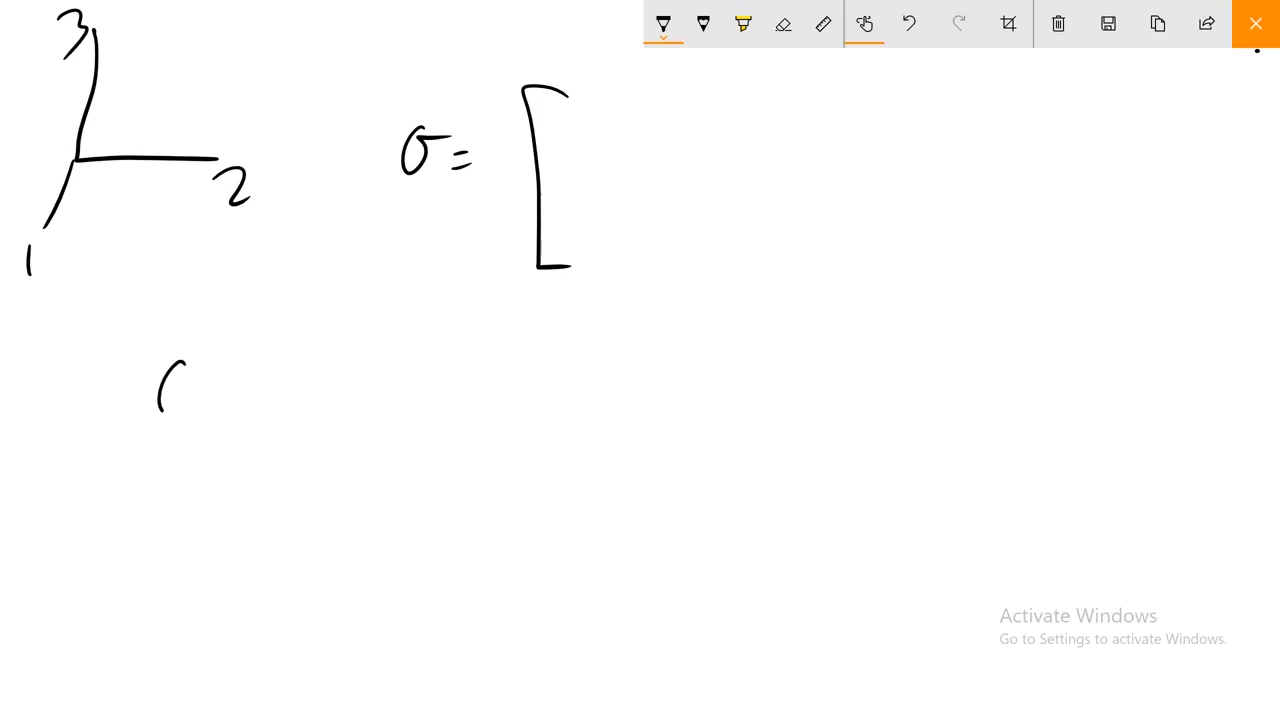 3
σ = [
2
1
(
Activate Windows
Go to Settings to activate Windows.